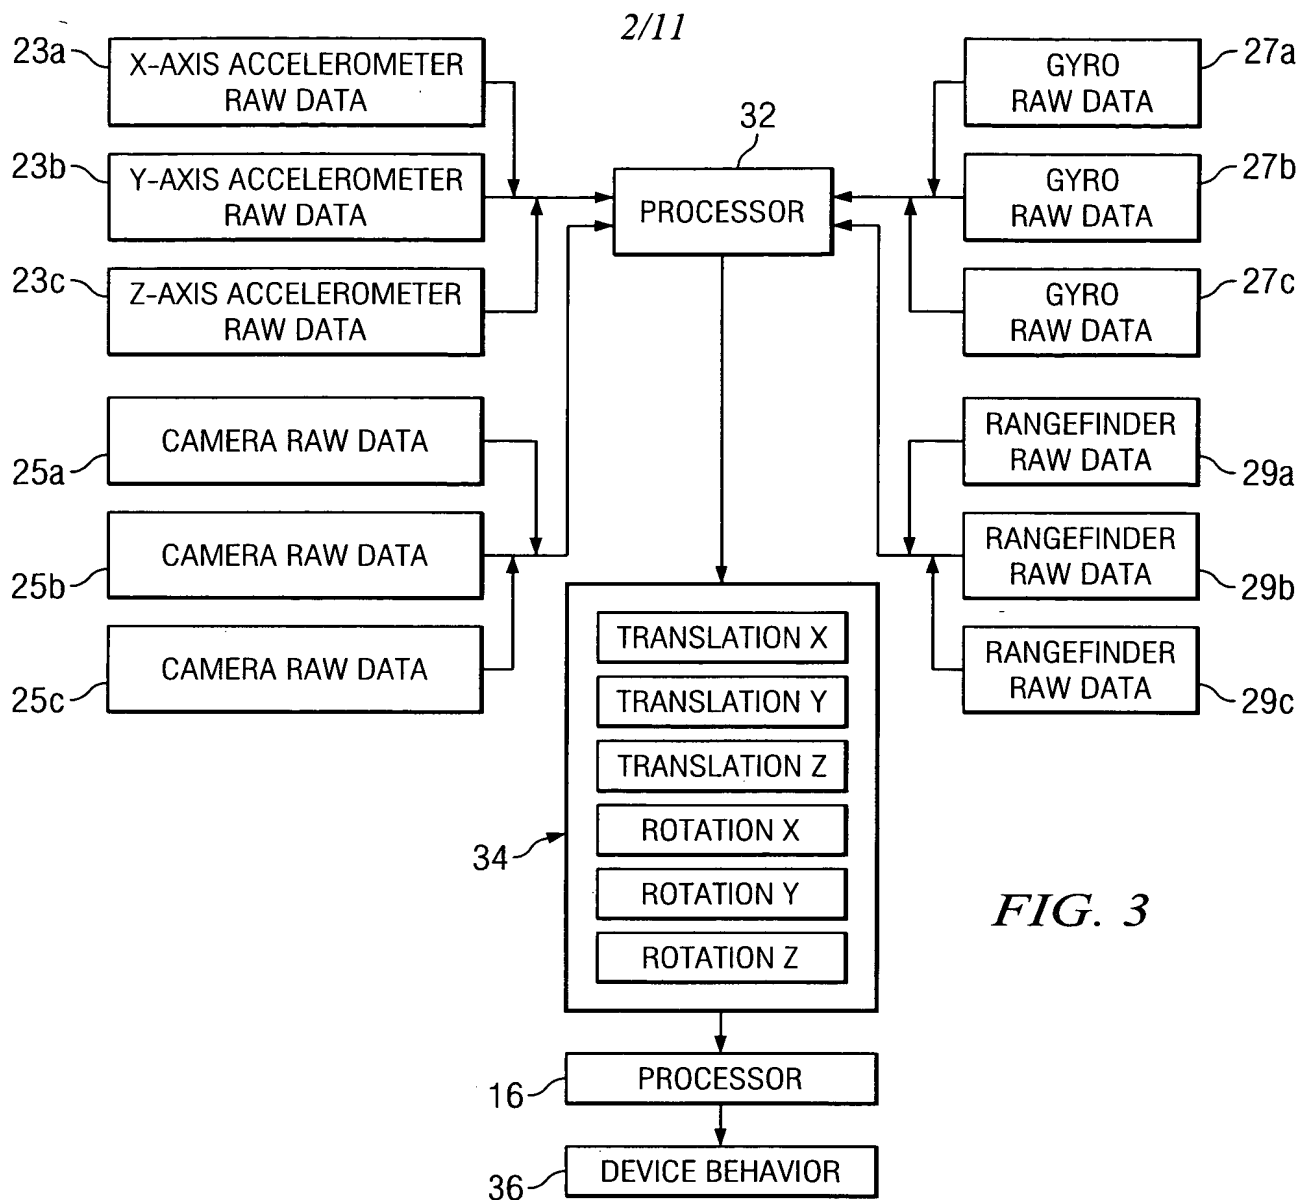 2/11
23a
X-AXIS ACCELEROMETER
RAW DATA
23b
Y-AXIS ACCELEROMETER
RAW DATA
23c
Z-AXIS ACCELEROMETER
RAW DATA
25a
CAMERA RAW DATA
25b
CAMERA RAW DATA
25c
CAMERA RAW DATA
32
PROCESSOR
27a
GYRO
RAW DATA
27b
GYRO
RAW DATA
27c
GYRO
RAW DATA
RANGEFINDER
RAW DATA
29a
RANGEFINDER
RAW DATA
29b
RANGEFINDER
RAW DATA
29c
TRANSLATION X
TRANSLATION Y
TRANSLATION Z
ROTATION X
ROTATION Y
ROTATION Z
34
PROCESSOR
16
DEVICE BEHAVIOR
36
FIG. 3